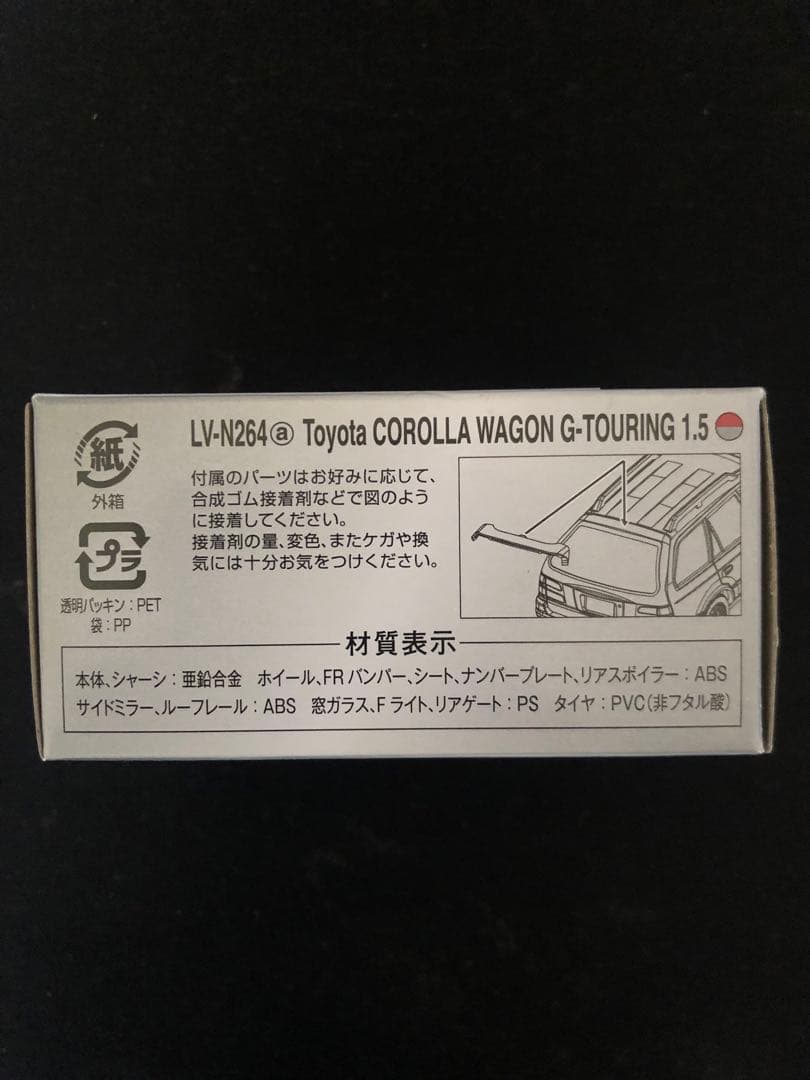 LV-N264ⓐ Toyota COROLLA WAGON G-TOURING 1.5
紙
外箱
プラ
透明パッキン：PET
袋：PP
付属のパーツはお好みに応じて、
合成ゴム接着剤などで図のよう
に接着してください。
接着剤の量、変色、またケガや換
気には十分お気をつけください。
材質表示
本体、シャーシ：亜鉛合金　ホイール、FRバンパー、シート、ナンバープレート、リアスポイラー：ABS
サイドミラー、ルーフレール：ABS　窓ガラス、Fライト、リアゲート：PS　タイヤ：PVC（非フタル酸）